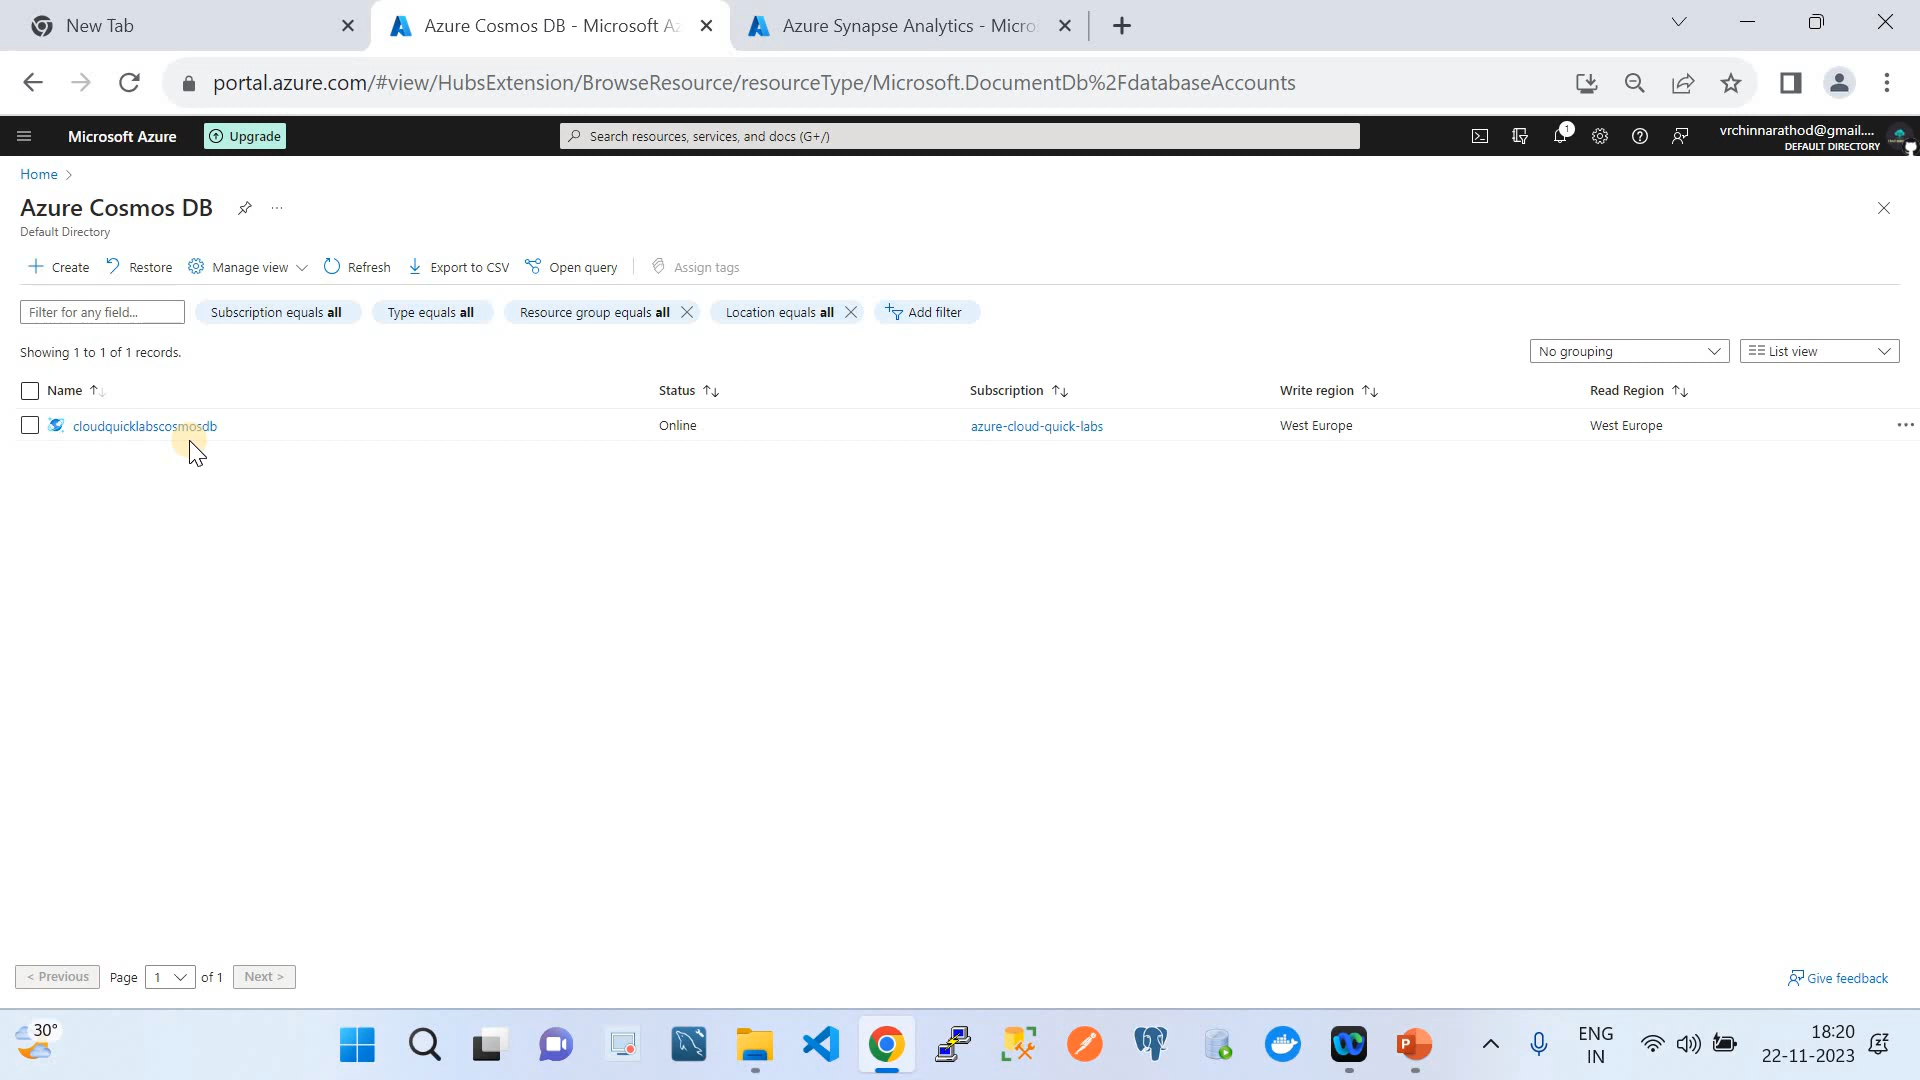 New Tab
Azure Cosmos DB - Microsoft Az
Azure Synapse Analytics - Micro
portal.azure.com/#view/HubsExtension/BrowseResource/resourceType/Microsoft.DocumentDb%2FdatabaseAccounts
Microsoft Azure
Upgrade
Search resources, services, and docs (G+/)
1
vrchinnarathod@gmail....
DEFAULT DIRECTORY
Home >
Azure Cosmos DB
...
Default Directory
Create
Restore
Manage view
Refresh
Export to CSV
Open query
Assign tags
Filter for any field...
Subscription equals all
Type equals all
Resource group equals all
Location equals all
Add filter
Showing 1 to 1 of 1 records.
No grouping
List view
Name
Status
Subscription
Write region
Read Region
cloudquicklabscosmosdb
Online
azure-cloud-quick-labs
West Europe
West Europe
...
< Previous
Page
1
of 1
Next >
Give feedback
30°
ENG
IN
18:20
22-11-2023